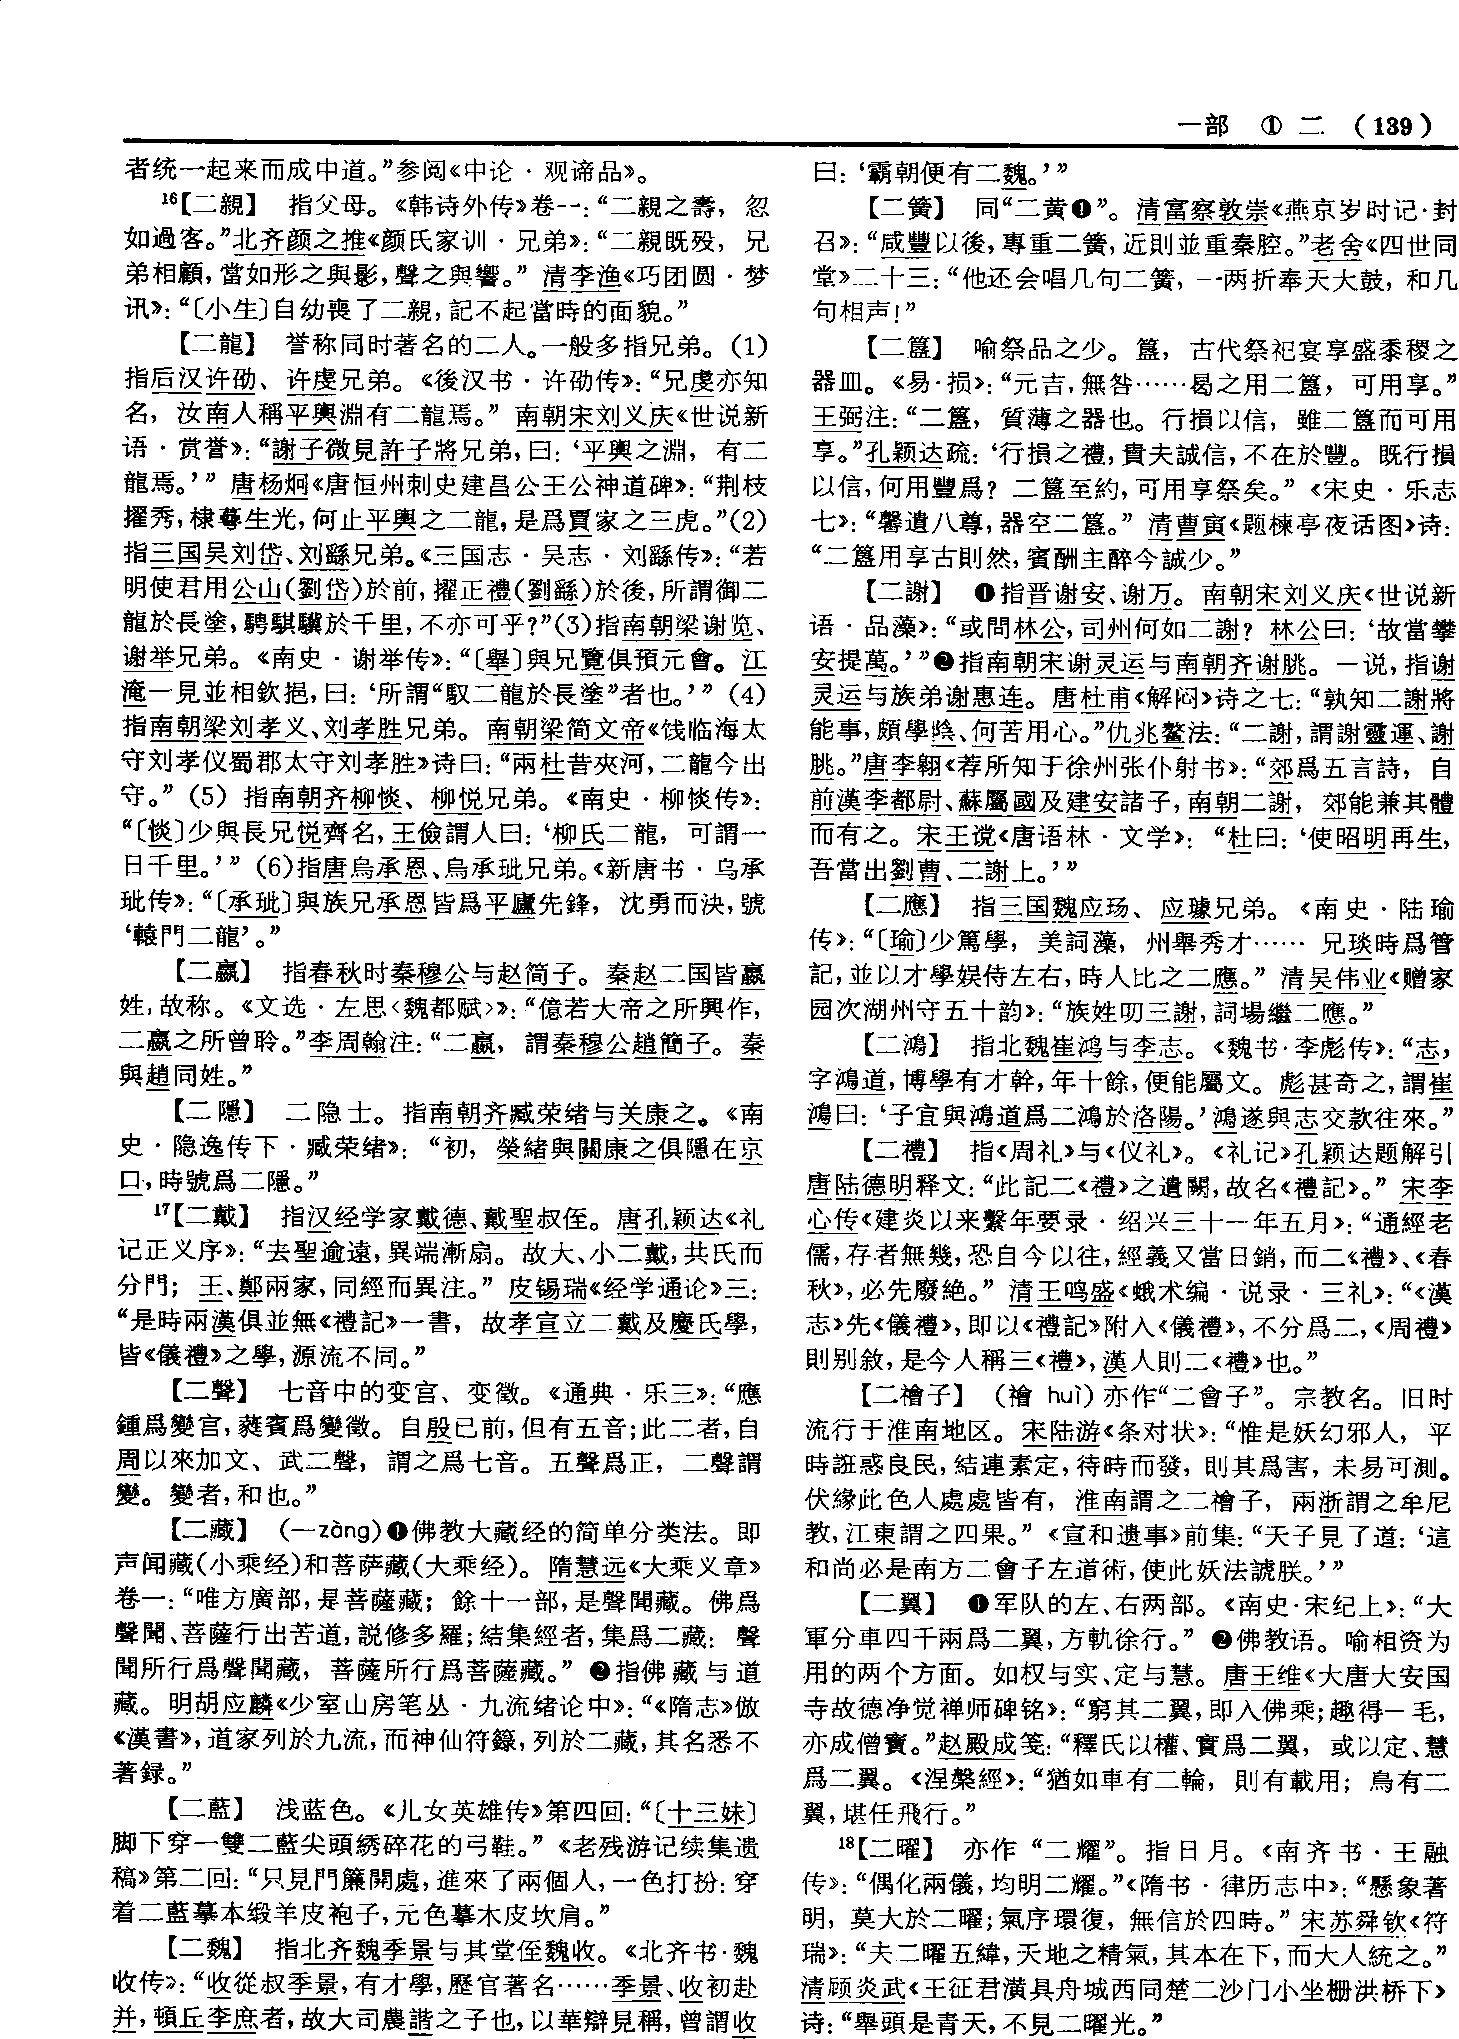 一部 ① 二 (139)
者统一起来而成中道。”参阅《中论·观谛品》。
¹⁶【二親】 指父母。《韩诗外传》卷一:“二親之壽,忽
如過客。”北齐颜之推《颜氏家训·兄弟》:“二親既殁,兄
弟相顧,當如形之與影,聲之與響。” 清李渔《巧团圆·梦
讯》:“〔小生〕自幼喪了二親,記不起當時的面貌。”
【二龍】 誉称同时著名的二人。一般多指兄弟。(1)
指后汉许劭、许虔兄弟。《後汉书·许劭传》:“兄虔亦知
名,汝南人稱平輿淵有二龍焉。” 南朝宋刘义庆《世说新
语·赏誉》:“謝子微見許子將兄弟,曰:‘平輿之淵,有二
龍焉。’” 唐杨炯《唐恒州刺史建昌公王公神道碑》:“荆枝
擢秀,棣萼生光,何止平輿之二龍,是爲賈家之三虎。”(2)
指三国吴刘岱、刘繇兄弟。《三国志·吴志·刘繇传》:“若
明使君用公山(劉岱)於前,擢正禮(劉繇)於後,所謂御二
龍於長塗,騁騏驥於千里,不亦可乎?”(3)指南朝梁谢览、
谢举兄弟。《南史·谢举传》:“〔舉〕與兄覽俱預元會。江
淹一見並相欽挹,曰:‘所謂“馭二龍於長塗”者也。’” (4)
指南朝梁刘孝义、刘孝胜兄弟。南朝梁简文帝《饯临海太
守刘孝仪蜀郡太守刘孝胜》诗曰:“兩杜昔夾河,二龍今出
守。” (5) 指南朝齐柳惔、柳悦兄弟。《南史·柳惔传》:
“〔惔〕少與長兄悦齊名,王儉謂人曰:‘柳氏二龍,可謂一
日千里。’” (6)指唐烏承恩、烏承玼兄弟。《新唐书·乌承
玼传》:“〔承玼〕與族兄承恩皆爲平廬先鋒,沈勇而決,號
‘轅門二龍’。”
【二嬴】 指春秋时秦穆公与赵简子。秦赵二国皆嬴
姓,故称。《文选·左思〈魏都赋〉》:“億若大帝之所興作,
二嬴之所曾聆。”李周翰注:“二嬴,謂秦穆公趙簡子。秦
與趙同姓。”
【二隱】 二隐士。指南朝齐臧荣绪与关康之。《南
史·隐逸传下·臧荣绪》:“初,榮緒與關康之俱隱在京
口,時號爲二隱。”
¹⁷【二戴】 指汉经学家戴德、戴聖叔侄。唐孔颖达《礼
记正义序》:“去聖逾遠,異端漸扇。故大、小二戴,共氏而
分門;王、鄭兩家,同經而異注。” 皮锡瑞《经学通论》三:
“是時兩漢俱並無《禮記》一書,故孝宣立二戴及慶氏學,
皆《儀禮》之學,源流不同。”
【二聲】 七音中的变宫、变徵。《通典·乐三》:“應
鍾爲變宫,蕤賓爲變徵。自殷已前,但有五音;此二者,自
周以來加文、武二聲,謂之爲七音。五聲爲正,二聲謂
變。變者,和也。”
【二藏】 (—zàng)❶佛教大藏经的简单分类法。即
声闻藏(小乘经)和菩萨藏(大乘经)。隋慧远《大乘义章》
卷一:“唯方廣部,是菩薩藏;餘十一部,是聲聞藏。佛爲
聲聞、菩薩行出苦道,説修多羅;結集經者,集爲二藏:聲
聞所行爲聲聞藏,菩薩所行爲菩薩藏。” ❷指佛藏与道
藏。明胡应麟《少室山房笔丛·九流绪论中》:“《隋志》倣
《漢書》,道家列於九流,而神仙符籙,列於二藏,其名悉不
著録。”
【二藍】 浅蓝色。《儿女英雄传》第四回:“〔十三妹〕
脚下穿一雙二藍尖頭綉碎花的弓鞋。” 《老残游记续集遗
稿》第二回:“只見門簾開處,進來了兩個人,一色打扮:穿
着二藍摹本緞羊皮袍子,元色摹木皮坎肩。”
【二魏】 指北齐魏季景与其堂侄魏收。《北齐书·魏
收传》:“收從叔季景,有才學,歷官著名……季景、收初赴
并,頓丘李庶者,故大司農諧之子也,以華辯見稱,曾謂收
曰:‘霸朝便有二魏。’”
【二簧】 同“二黄❶”。清富察敦崇《燕京岁时记·封
召》:“咸豐以後,專重二簧,近則並重秦腔。”老舍《四世同
堂》二十三:“他还会唱几句二簧,一两折奉天大鼓,和几
句相声!”
【二簋】 喻祭品之少。簋,古代祭祀宴享盛黍稷之
器皿。《易·损》:“元吉,無咎……曷之用二簋,可用享。”
王弼注:“二簋,質薄之器也。行損以信,雖二簋而可用
享。”孔颖达疏:‘行損之禮,貴夫誠信,不在於豐。既行損
以信,何用豐爲?二簋至約,可用享祭矣。” 《宋史·乐志
七》:“罍遺八尊,器空二簋。” 清曹寅《题楝亭夜话图》诗:
“二簋用享古則然,賓酬主醉今誠少。”
【二謝】 ❶指晋谢安、谢万。南朝宋刘义庆《世说新
语·品藻》:“或問林公,司州何如二謝?林公曰:‘故當攀
安提萬。’”❷指南朝宋谢灵运与南朝齐谢朓。一说,指谢
灵运与族弟谢惠连。唐杜甫《解闷》诗之七:“孰知二謝將
能事,頗學陰、何苦用心。”仇兆鳌法:“二謝,謂謝靈運、謝
朓。”唐李翱《荐所知于徐州张仆射书》:“郊爲五言詩,自
前漢李都尉、蘇屬國及建安諸子,南朝二謝,郊能兼其體
而有之。宋王谠《唐语林·文学》:“杜曰:‘使昭明再生,
吾當出劉曹、二謝上。’”
【二應】 指三国魏应玚、应璩兄弟。《南史·陆瑜
传》:“〔瑜〕少篤學,美詞藻,州舉秀才……兄琰時爲管
記,並以才學娱侍左右,時人比之二應。” 清吴伟业《赠家
园次湖州守五十韵》:“族姓叨三謝,詞場繼二應。”
【二鴻】 指北魏崔鸿与李志。《魏书·李彪传》:“志,
字鴻道,博學有才幹,年十餘,便能屬文。彪甚奇之,謂崔
鴻曰:‘子宜與鴻道爲二鴻於洛陽。’鴻遂與志交款往來。”
【二禮】 指《周礼》与《仪礼》。《礼记》孔颖达题解引
唐陆德明释文:“此記二《禮》之遺闕,故名《禮記》。” 宋李
心传《建炎以来繫年要录·绍兴三十一年五月》:“通經老
儒,存者無幾,恐自今以往,經義又當日銷,而二《禮》、《春
秋》,必先廢絶。” 清王鸣盛《蛾术编·说录·三礼》:“《漢
志》先《儀禮》,即以《禮記》附入《儀禮》,不分爲二,《周禮》
則别敘,是今人稱三《禮》,漢人則二《禮》也。”
【二禬子】 (禬 huì)亦作“二會子”。宗教名。旧时
流行于淮南地区。宋陆游《条对状》:“惟是妖幻邪人,平
時誑惑良民,結連素定,待時而發,則其爲害,未易可測。
伏緣此色人處處皆有,淮南謂之二禬子,兩浙謂之牟尼
教,江東謂之四果。” 《宣和遗事》前集:“天子見了道:‘這
和尚必是南方二會子左道術,使此妖法諕朕。’”
【二翼】 ❶军队的左、右两部。《南史·宋纪上》:“大
軍分車四千兩爲二翼,方軌徐行。” ❷佛教语。喻相资为
用的两个方面。如权与实、定与慧。唐王维《大唐大安国
寺故德净觉禅师碑铭》:“窮其二翼,即入佛乘;趣得一毛,
亦成僧寶。”赵殿成笺:“釋氏以權、實爲二翼,或以定、慧
爲二翼。《涅槃經》:“猶如車有二輪,則有載用;鳥有二
翼,堪任飛行。”
¹⁸【二曜】 亦作“二耀”。指日月。《南齐书·王融
传》:“偶化兩儀,均明二耀。”《隋书·律历志中》:“懸象著
明,莫大於二曜;氣序環復,無信於四時。” 宋苏舜钦《符
瑞》:“夫二曜五緯,天地之精氣,其本在下,而大人統之。”
清顾炎武《王征君潢具舟城西同楚二沙门小坐栅洪桥下》
诗:“舉頭是青天,不見二曜光。”